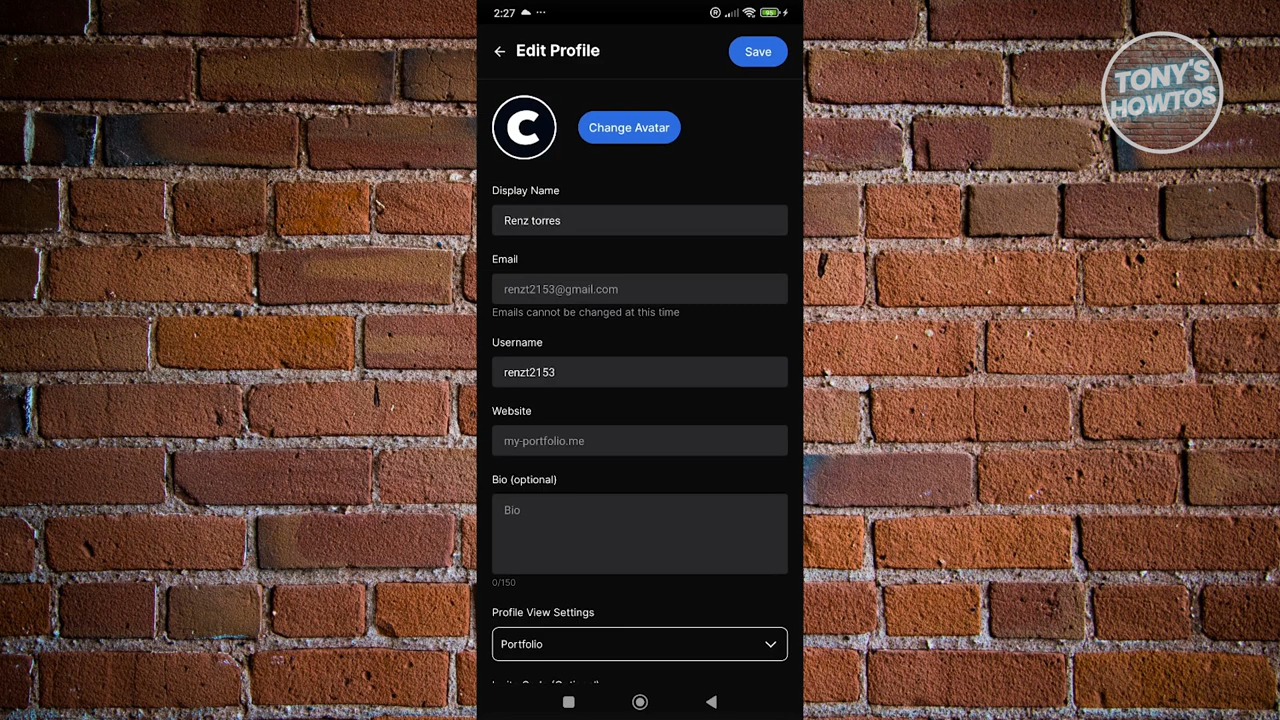 2:27
95
Edit Profile
Save
TONY'S
HOWTOS
C
Change Avatar
Display Name
Renz torres
Email
renzt2153@gmail.com
Emails cannot be changed at this time
Username
renzt2153
Website
my-portfolio.me
Bio (optional)
Bio
0/150
Profile View Settings
Portfolio